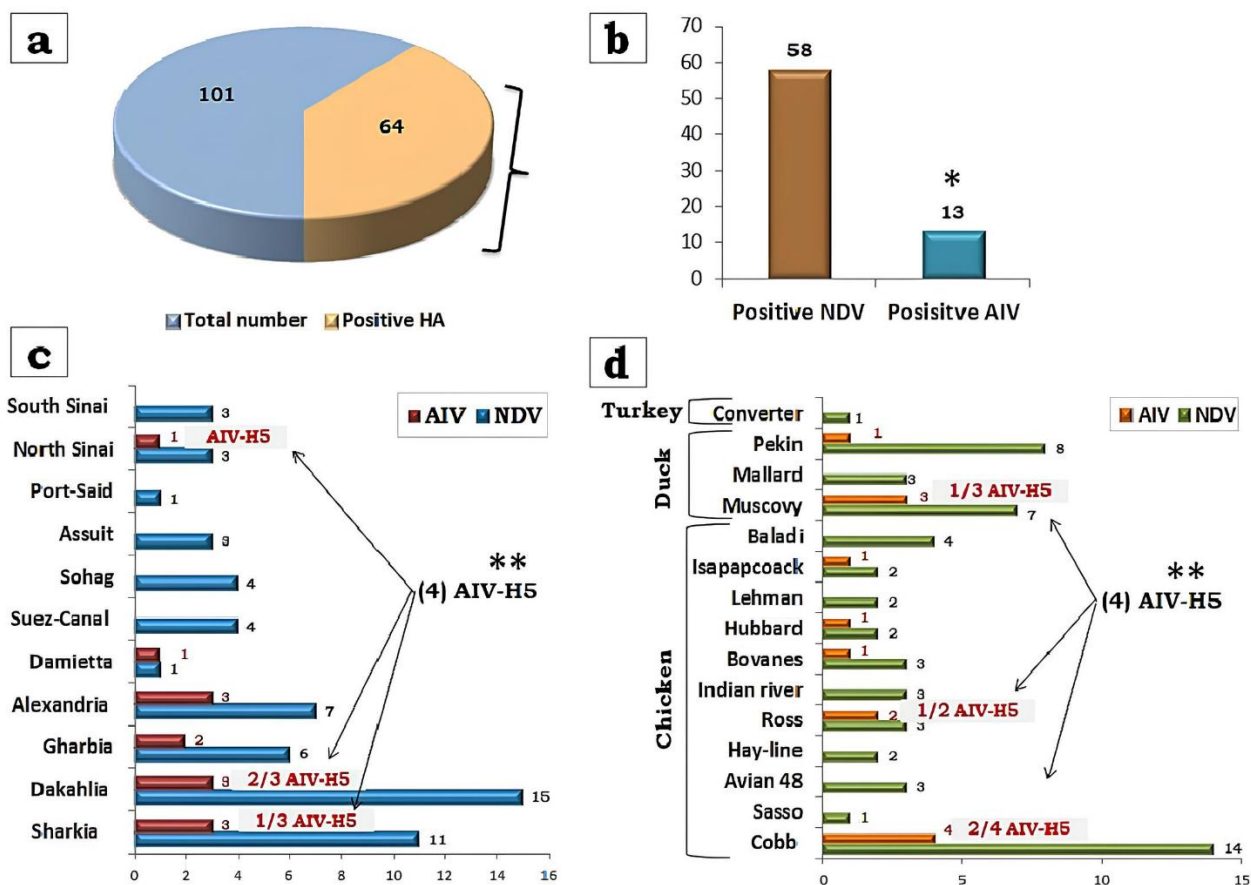 a
101
64
Total number
Positive HA
b
70
60
50
40
30
20
10
0
58
*
13
Positive NDV
Posisitve AIV
c
AIV
NDV
South Sinai
3
North Sinai
1
AIV-H5
3
Port-Said
1
Assuit
3
Sohag
4
Suez-Canal
4
Damietta
1
1
Alexandria
3
7
Gharbia
2
6
Dakahlia
3
2/3 AIV-H5
15
Sharkia
3
1/3 AIV-H5
11
**
(4) AIV-H5
0 2 4 6 8 10 12 14 16
d
AIV
NDV
Turkey
Converter
1
Duck
Pekin
1
8
Mallard
3
Muscovy
3
1/3 AIV-H5
7
Chicken
Baladi
4
Isapapcoack
1
2
Lehman
2
Hubbard
1
2
Bovanes
1
3
Indian river
3
Ross
2
1/2 AIV-H5
3
Hay-line
2
Avian 48
3
Sasso
1
Cobb
4
2/4 AIV-H5
14
**
(4) AIV-H5
0 5 10 15